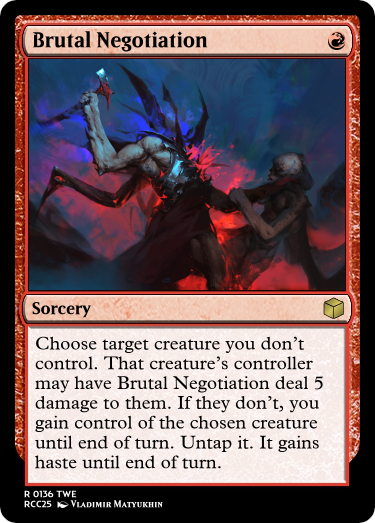 Brutal Negotiation
Sorcery
Choose target creature you don't
control. That creature's controller
may have Brutal Negotiation deal 5
damage to them. If they don't, you
gain control of the chosen creature
until end of turn. Untap it. It gains
haste until end of turn.
R 0136 TWE
RCC25 Vladimir Matyukhin